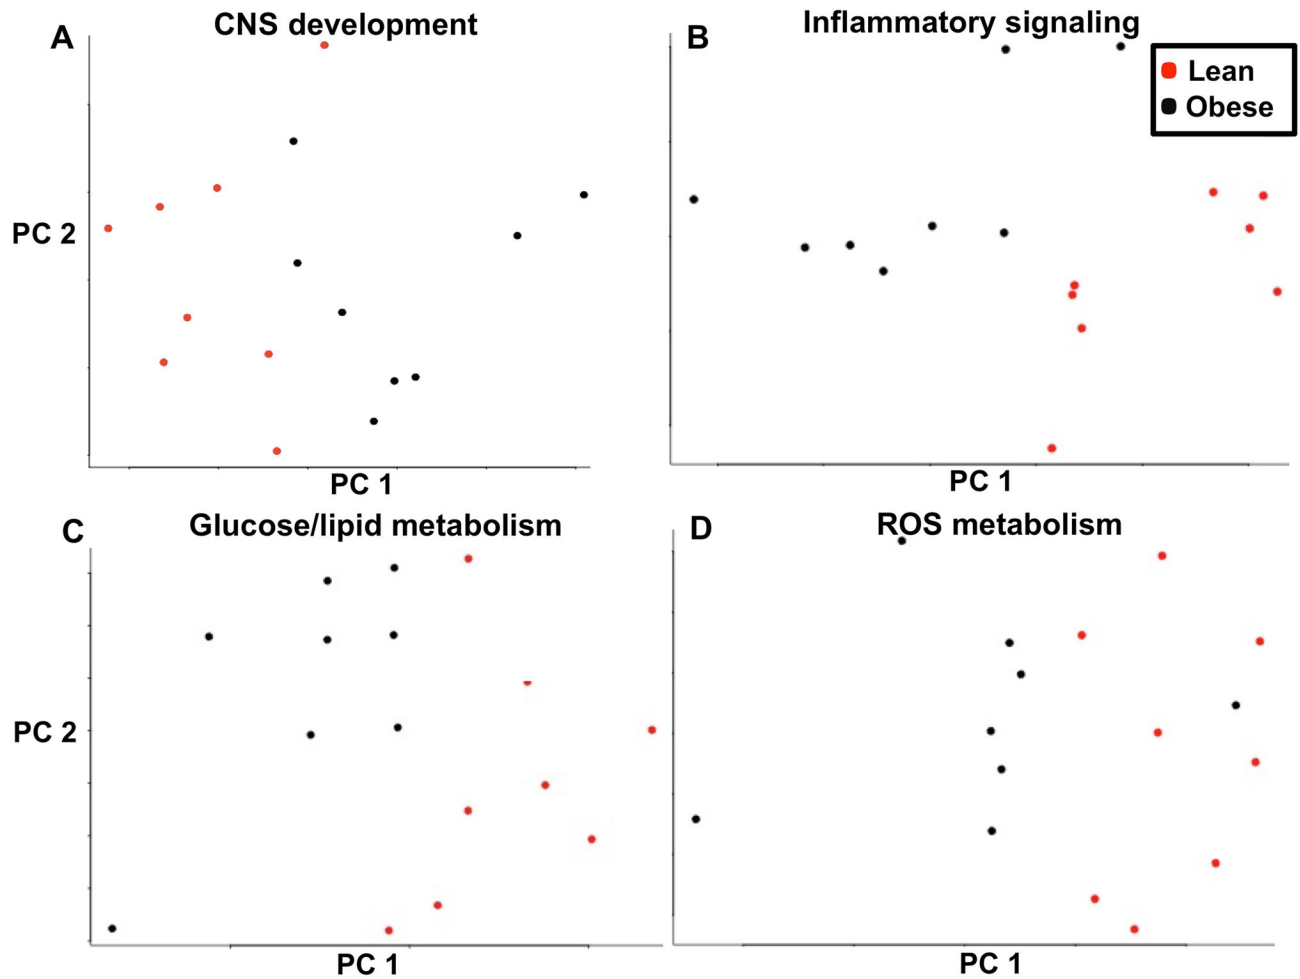 A
CNS development
B
Inflammatory signaling
Lean
Obese
PC 2
PC 1
PC 1
C
Glucose/lipid metabolism
D
ROS metabolism
PC 2
PC 1
PC 1